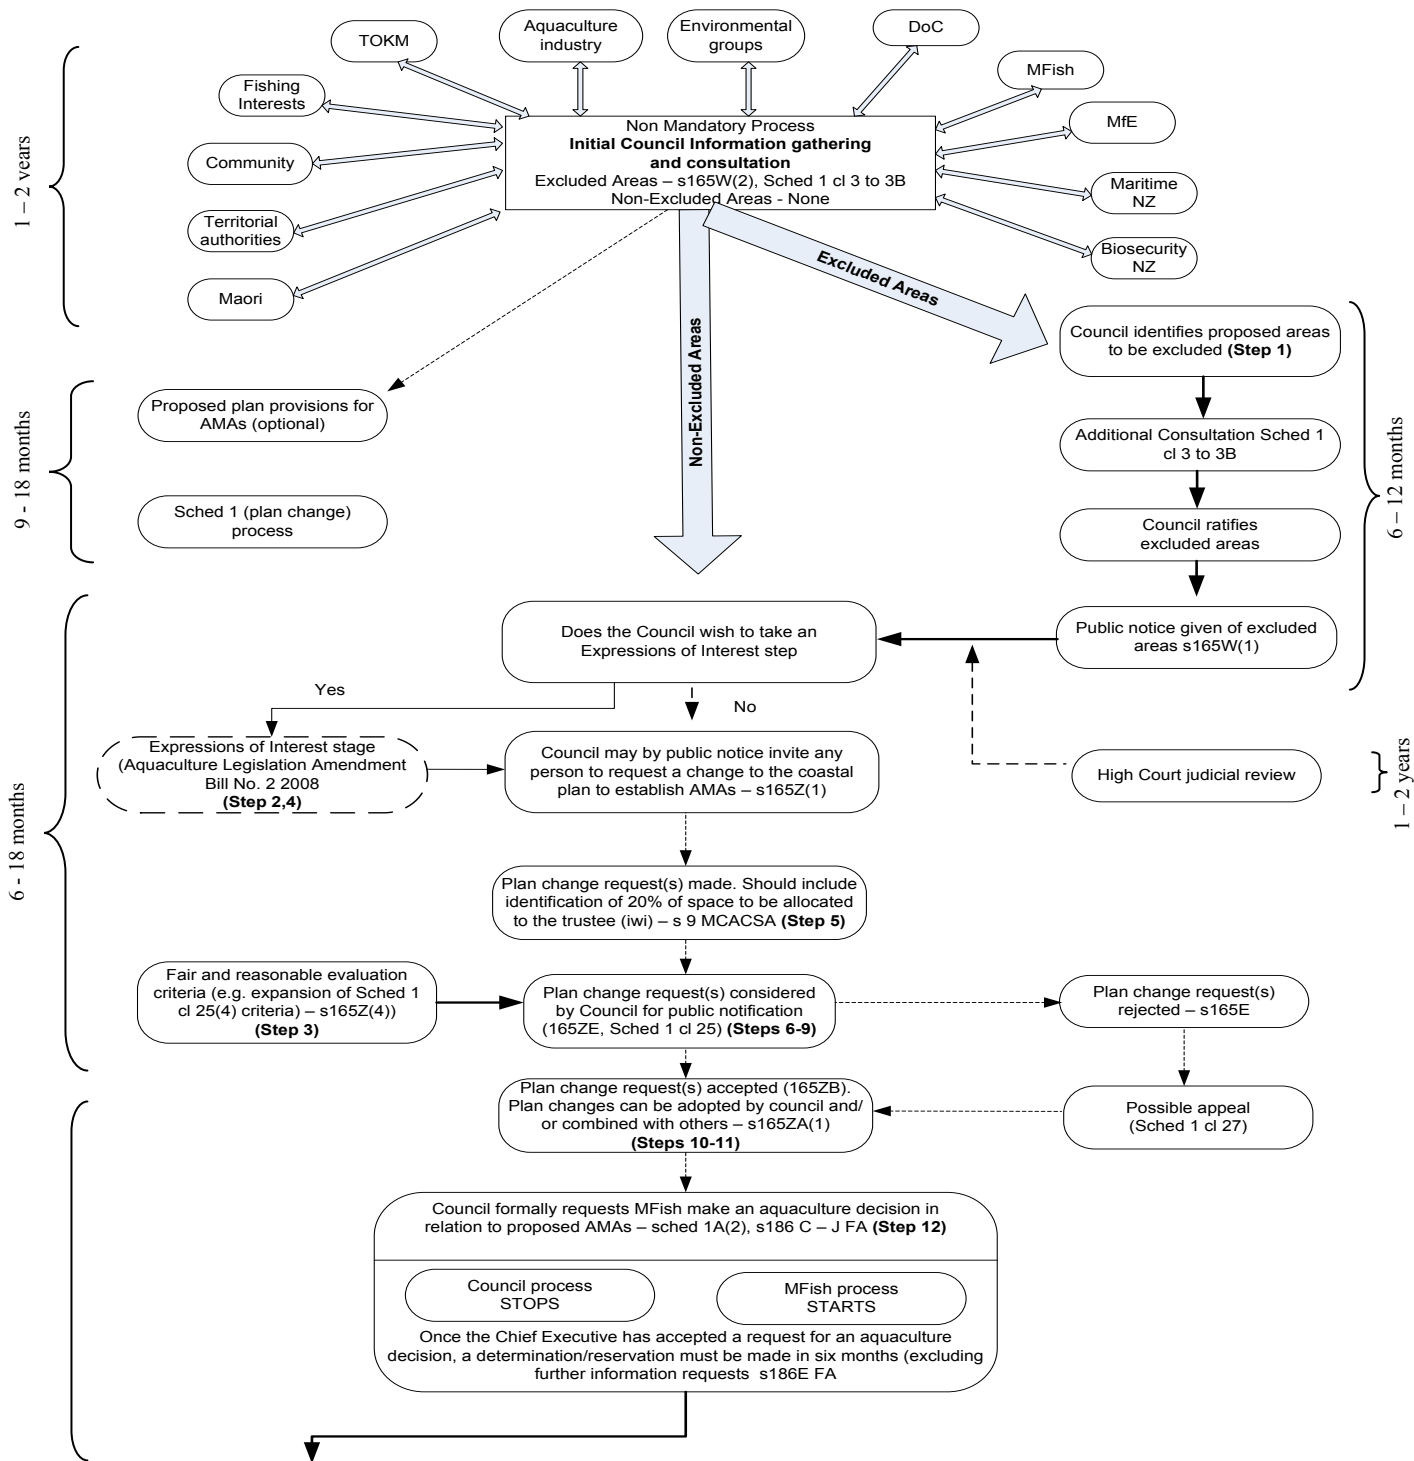 TOKM
Aquaculture
industry
Environmental
groups
DoC
MFish
Fishing
Interests
MfE
Community
Maritime
NZ
Territorial
authorities
Biosecurity
NZ
Maori
1 – 2 years
Non Mandatory Process
Initial Council Information gathering
and consultation
Excluded Areas – s165W(2), Sched 1 cl 3 to 3B
Non-Excluded Areas - None
Excluded Areas
Non-Excluded Areas
Council identifies proposed areas
to be excluded (Step 1)
Additional Consultation Sched 1
cl 3 to 3B
Council ratifies
excluded areas
Public notice given of excluded
areas s165W(1)
6 – 12 months
Proposed plan provisions for
AMAs (optional)
Sched 1 (plan change)
process
9 - 18 months
Does the Council wish to take an
Expressions of Interest step
Yes
No
Expressions of Interest stage
(Aquaculture Legislation Amendment
Bill No. 2 2008
(Step 2,4)
Council may by public notice invite any
person to request a change to the coastal
plan to establish AMAs – s165Z(1)
High Court judicial review
1 – 2 years
6 - 18 months
Plan change request(s) made. Should include
identification of 20% of space to be allocated
to the trustee (iwi) – s 9 MCACSA (Step 5)
Fair and reasonable evaluation
criteria (e.g. expansion of Sched 1
cl 25(4) criteria) – s165Z(4))
(Step 3)
Plan change request(s) considered
by Council for public notification
(165ZE, Sched 1 cl 25) (Steps 6-9)
Plan change request(s)
rejected – s165E
Plan change request(s) accepted (165ZB).
Plan changes can be adopted by council and/
or combined with others – s165ZA(1)
(Steps 10-11)
Possible appeal
(Sched 1 cl 27)
Council formally requests MFish make an aquaculture decision in
relation to proposed AMAs – sched 1A(2), s186 C – J FA (Step 12)
Council process
STOPS
MFish process
STARTS
Once the Chief Executive has accepted a request for an aquaculture
decision, a determination/reservation must be made in six months (excluding
further information requests  s186E FA